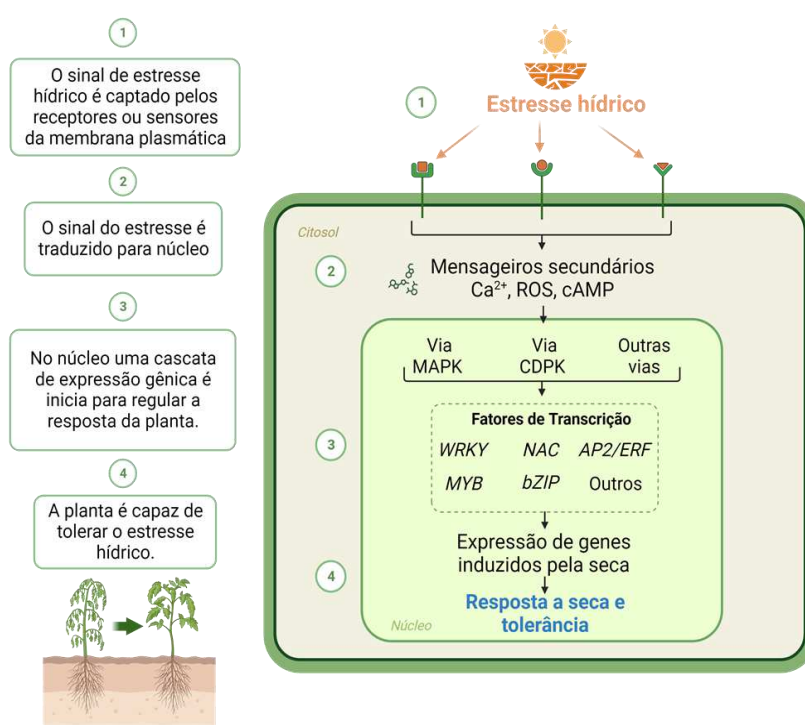 1
O sinal de estresse
hídrico é captado pelos
receptores ou sensores
da membrana plasmática
2
O sinal do estresse é
traduzido para núcleo
3
No núcleo uma cascata
de expressão gênica é
inicia para regular a
resposta da planta.
4
A planta é capaz de
tolerar o estresse
hídrico.
1
Estresse hídrico
Citosol
2
Mensageiros secundários
Ca²⁺, ROS, cAMP
Via Via Outras
MAPK CDPK vias
3
Fatores de Transcrição
WRKY NAC AP2/ERF
MYB bZIP Outros
4
Expressão de genes
induzidos pela seca
Resposta a seca e
tolerância
Núcleo